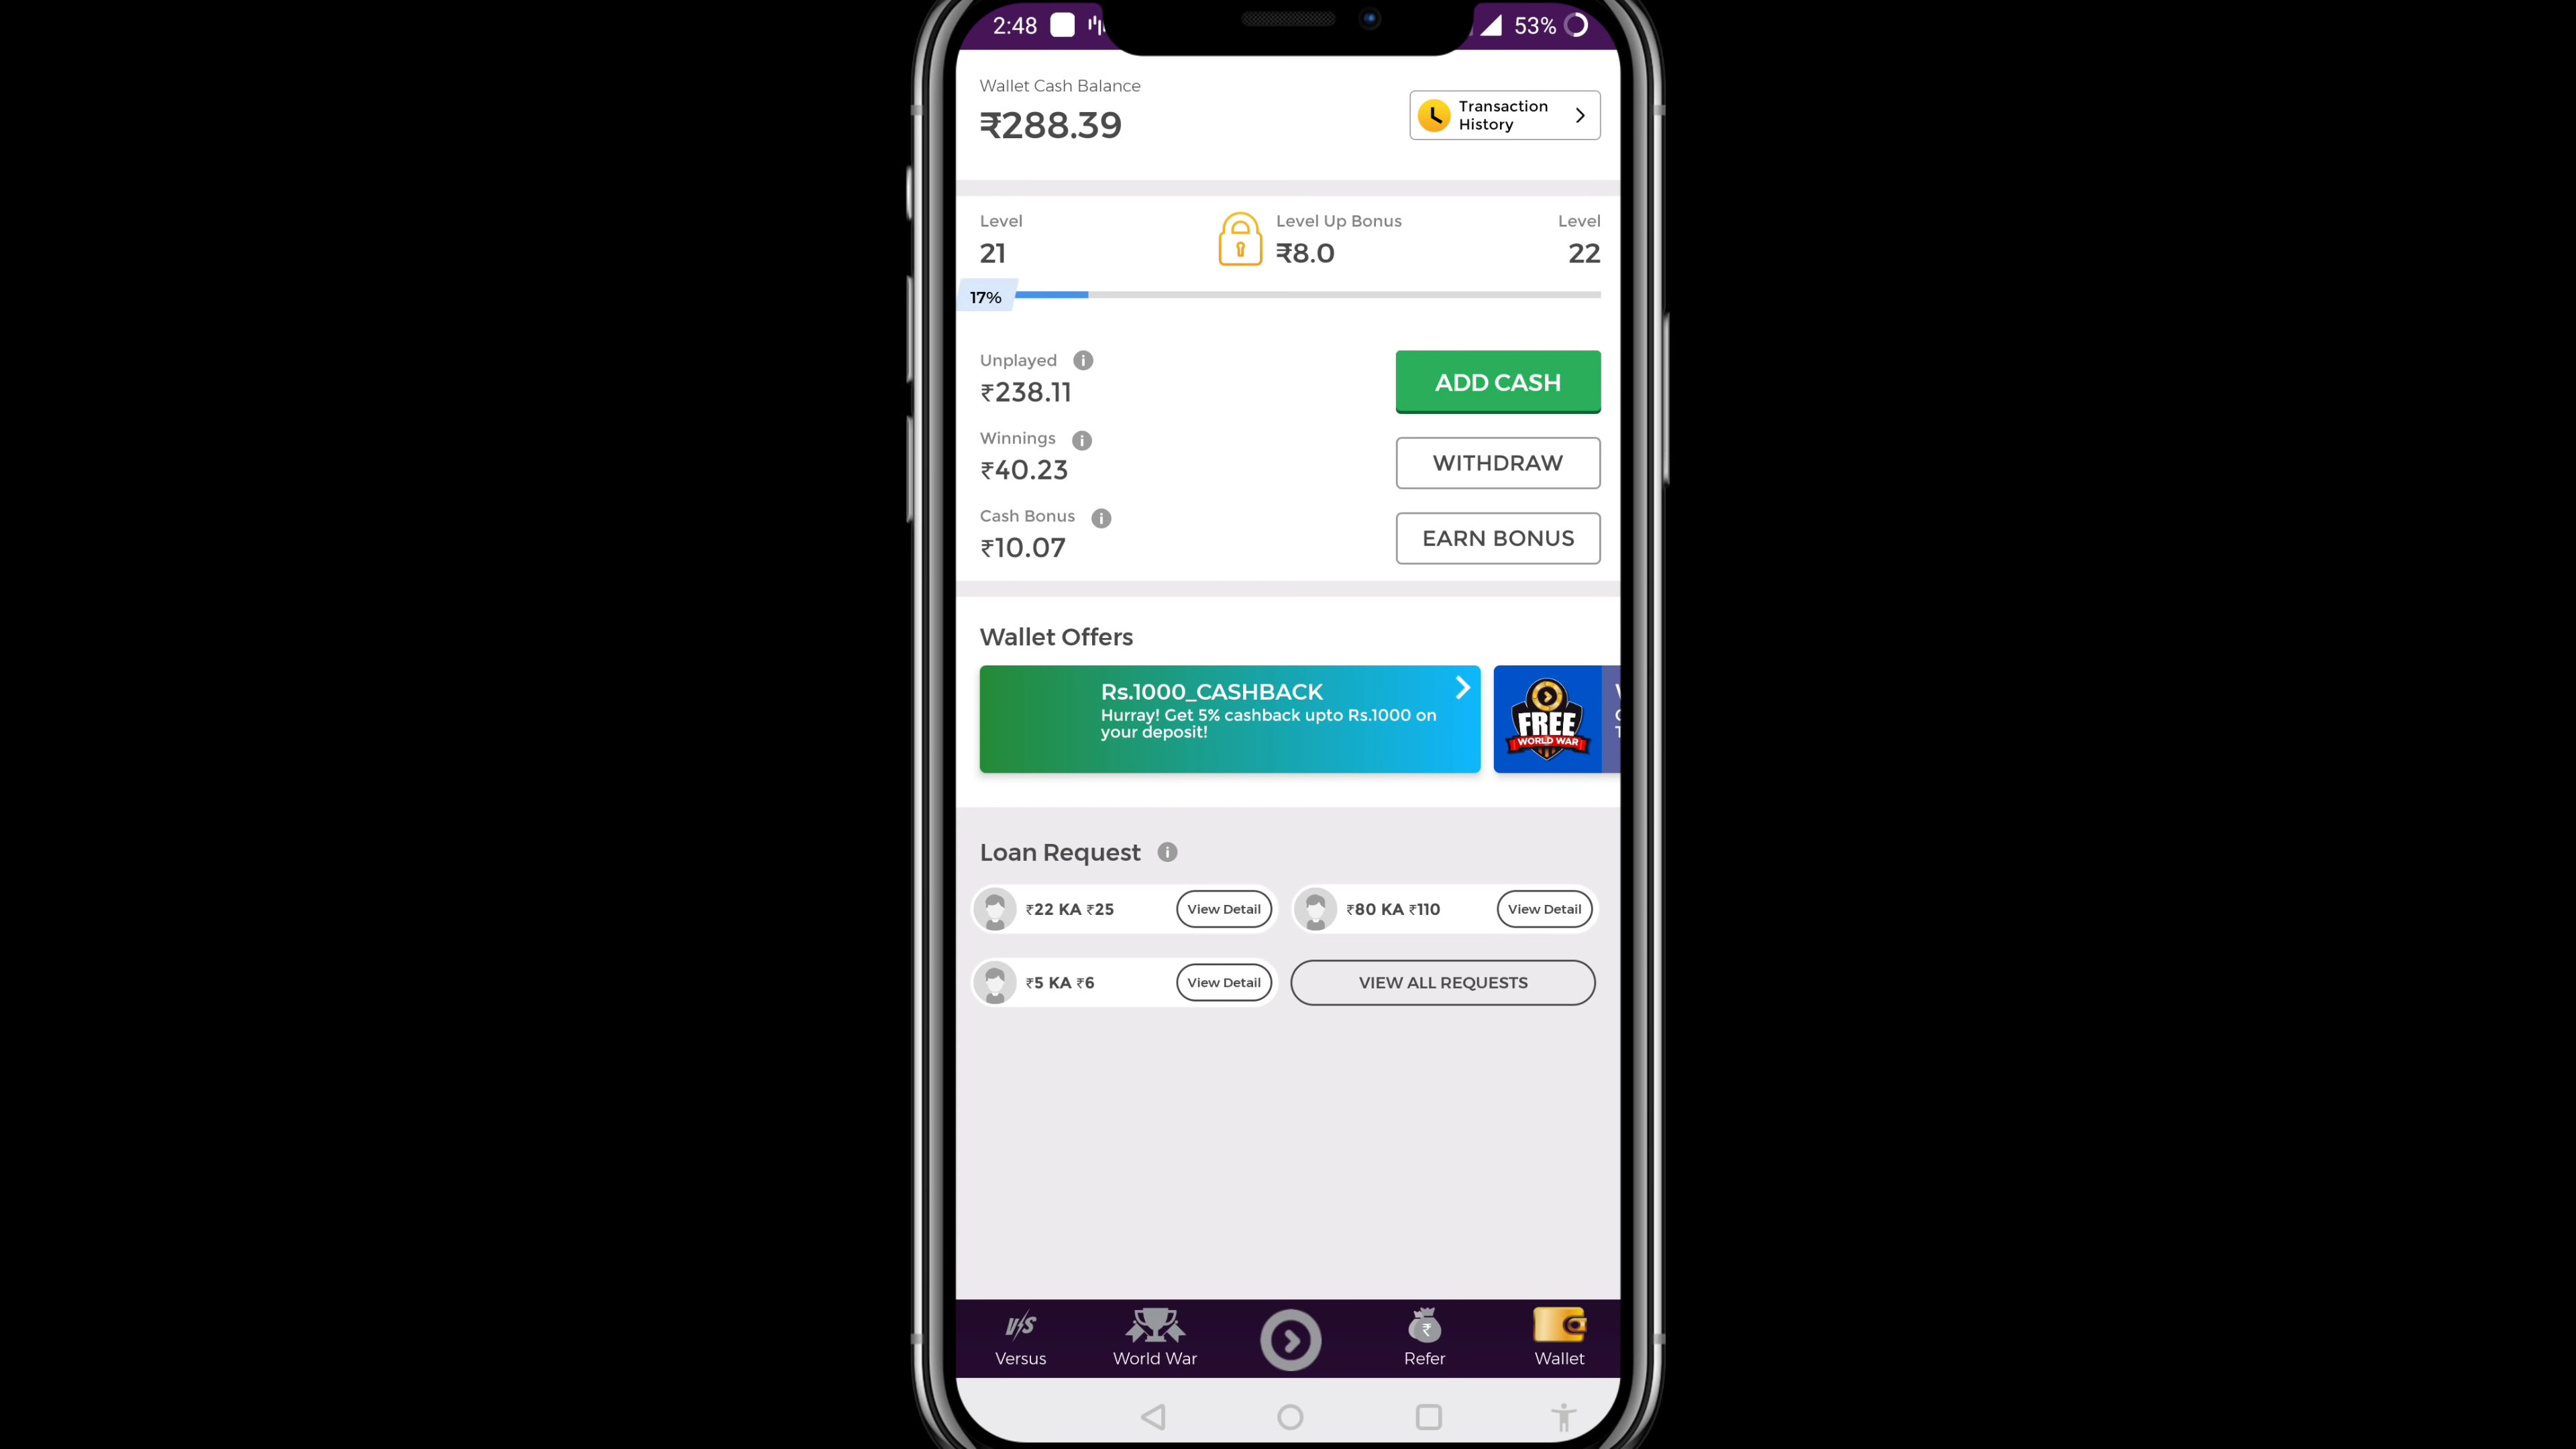 2:48
53%
Wallet Cash Balance
₹288.39
Transaction
History
Level
21
Level Up Bonus
₹8.0
Level
22
17%
Unplayed
₹238.11
ADD CASH
Winnings
₹40.23
WITHDRAW
Cash Bonus
₹10.07
EARN BONUS
Wallet Offers
Rs.1000_CASHBACK
Hurray! Get 5% cashback upto Rs.1000 on
your deposit!
FREE
WORLD WAR
Loan Request
₹22 KA ₹25
View Detail
₹80 KA ₹110
View Detail
₹5 KA ₹6
View Detail
VIEW ALL REQUESTS
V/S
Versus
World War
Refer
Wallet